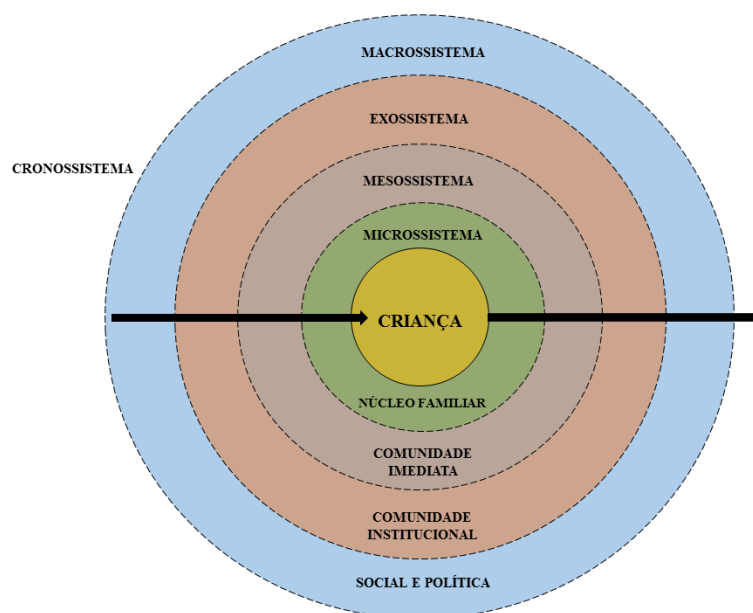 MACROSSISTEMA
EXOSSISTEMA
CRONOSSISTEMA
MESOSSISTEMA
MICROSSISTEMA
CRIANÇA
NÚCLEO FAMILIAR
COMUNIDADE
IMEDIATA
COMUNIDADE
INSTITUCIONAL
SOCIAL E POLÍTICA